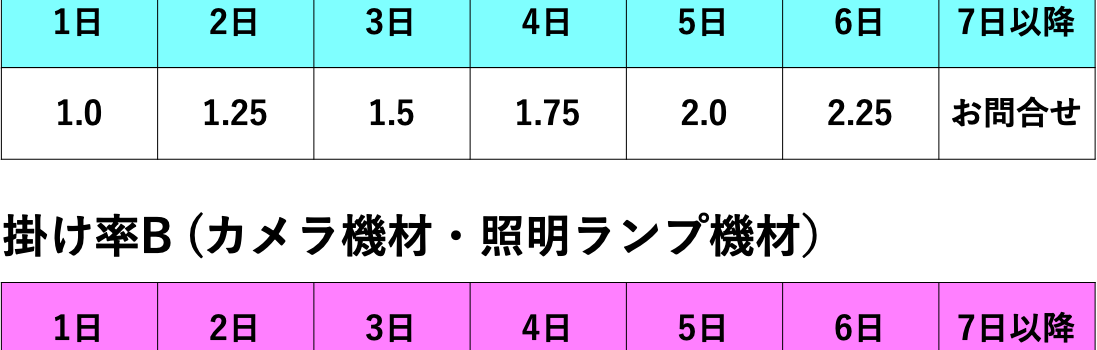 1日 2日 3日 4日 5日 6日 7日以降
1.0 1.25 1.5 1.75 2.0 2.25 お問合せ
掛け率B（カメラ機材・照明ランプ機材）
1日 2日 3日 4日 5日 6日 7日以降